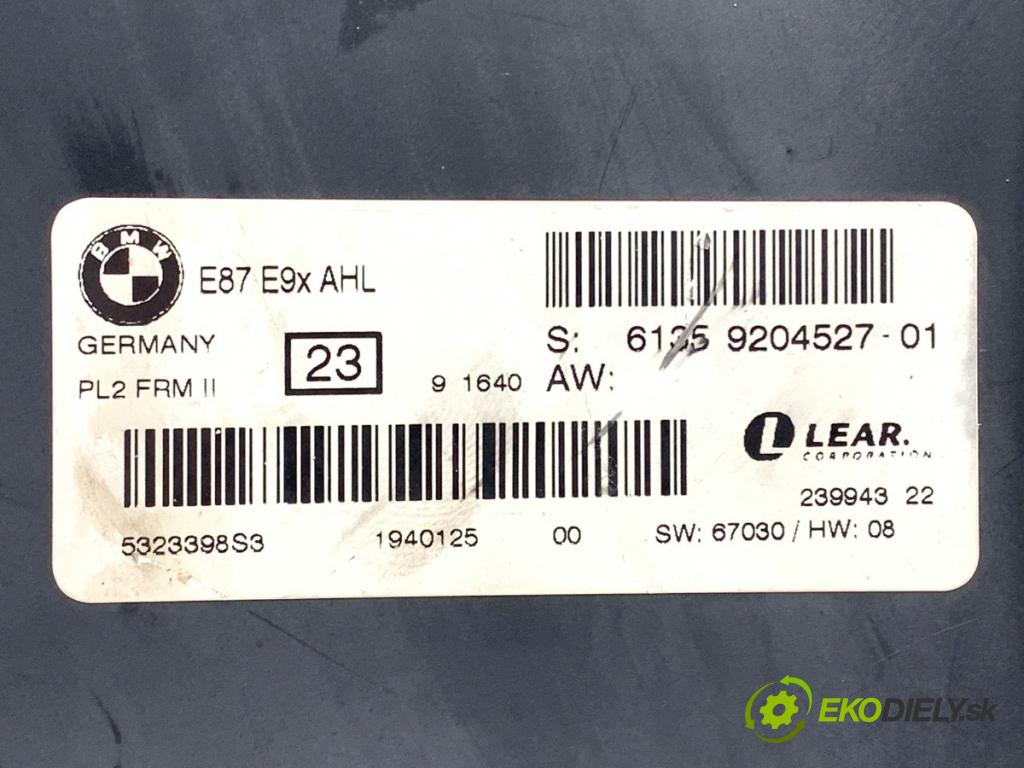 BMW
E87 E9x AHL
GERMANY
PL2 FRM II
23
9 1640
S: 6135 9204527-01
AW:
LEAR.
CORPORATION
239943 22
5323398S3 1940125 00
SW: 67030 / HW: 08
EKODIELY.sk